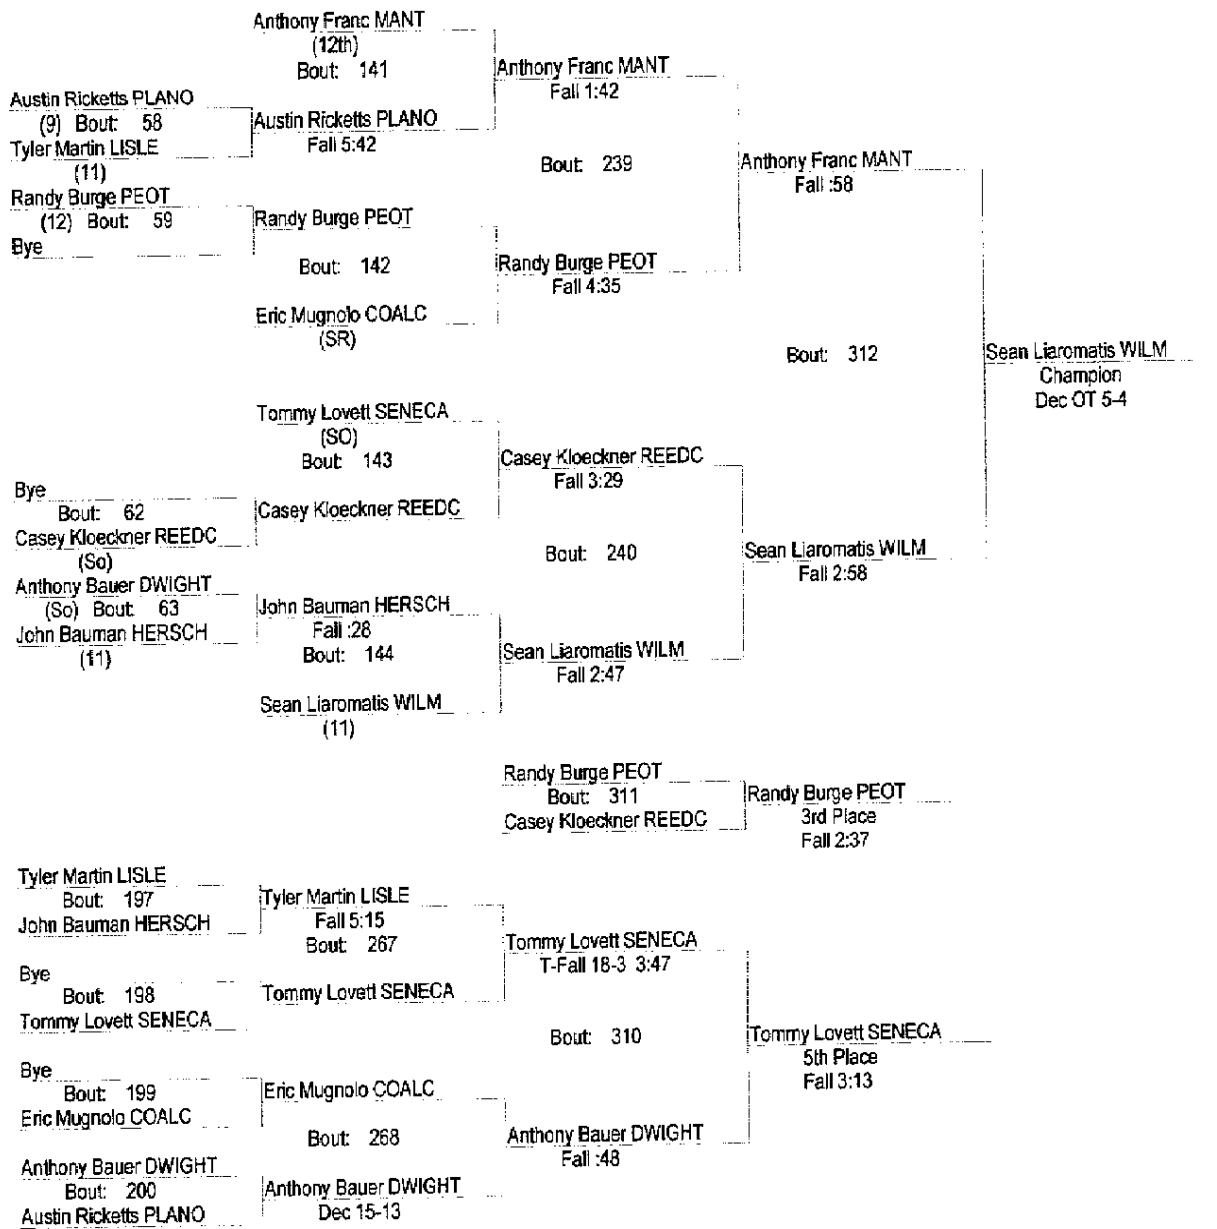 Anthony Franc MANT
(12th)
Bout: 141
Anthony Franc MANT
Fall 1:42
Austin Ricketts PLANO
(9) Bout: 58
Tyler Martin LISLE
(11)
Austin Ricketts PLANO
Fall 5:42
Bout: 239
Anthony Franc MANT
Fall :58
Randy Burge PEOT
(12) Bout: 59
Bye
Randy Burge PEOT
Bout: 142
Randy Burge PEOT
Fall 4:35
Eric Mugnolo COALC
(SR)
Bout: 312
Sean Liaromatis WILM
Champion
Dec OT 5-4
Tommy Lovett SENECA
(SO)
Bout: 143
Casey Kloeckner REEDC
Fall 3:29
Bye
Bout: 62
Casey Kloeckner REEDC
(So)
Casey Kloeckner REEDC
Bout: 240
Sean Liaromatis WILM
Fall 2:58
Anthony Bauer DWIGHT
(So) Bout: 63
John Bauman HERSCH
(11)
John Bauman HERSCH
Fall :28
Bout: 144
Sean Liaromatis WILM
Fall 2:47
Sean Liaromatis WILM
(11)
Randy Burge PEOT
Bout: 311
Casey Kloeckner REEDC
Randy Burge PEOT
3rd Place
Fall 2:37
Tyler Martin LISLE
Bout: 197
John Bauman HERSCH
Tyler Martin LISLE
Fall 5:15
Bout: 267
Tommy Lovett SENECA
T-Fall 18-3 3:47
Bye
Bout: 198
Tommy Lovett SENECA
Tommy Lovett SENECA
Bout: 310
Tommy Lovett SENECA
5th Place
Fall 3:13
Bye
Bout: 199
Eric Mugnolo COALC
Eric Mugnolo COALC
Bout: 268
Anthony Bauer DWIGHT
Fall :48
Anthony Bauer DWIGHT
Bout: 200
Austin Ricketts PLANO
Anthony Bauer DWIGHT
Dec 15-13